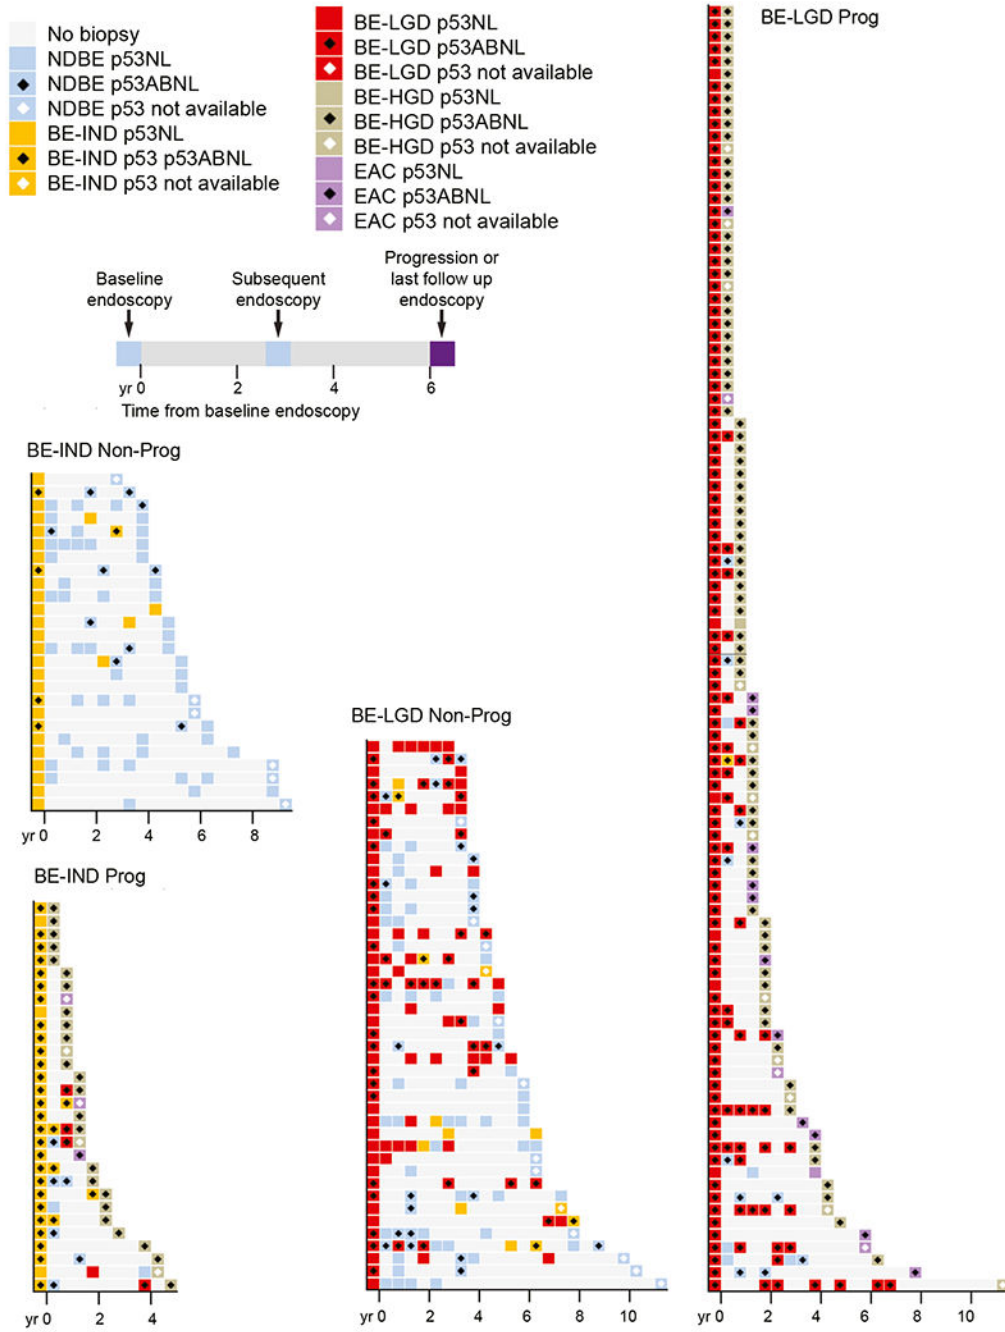 No biopsy
NDBE p53NL
NDBE p53ABNL
NDBE p53 not available
BE-IND p53NL
BE-IND p53 p53ABNL
BE-IND p53 not available
BE-LGD p53NL
BE-LGD p53ABNL
BE-LGD p53 not available
BE-HGD p53NL
BE-HGD p53ABNL
BE-HGD p53 not available
EAC p53NL
EAC p53ABNL
EAC p53 not available
Baseline
endoscopy
Subsequent
endoscopy
Progression or
last follow up
endoscopy
yr 0 2 4 6
Time from baseline endoscopy
BE-IND Non-Prog
yr 0 2 4 6 8
BE-IND Prog
yr 0 2 4
BE-LGD Non-Prog
yr 0 2 4 6 8 10
BE-LGD Prog
yr 0 2 4 6 8 10